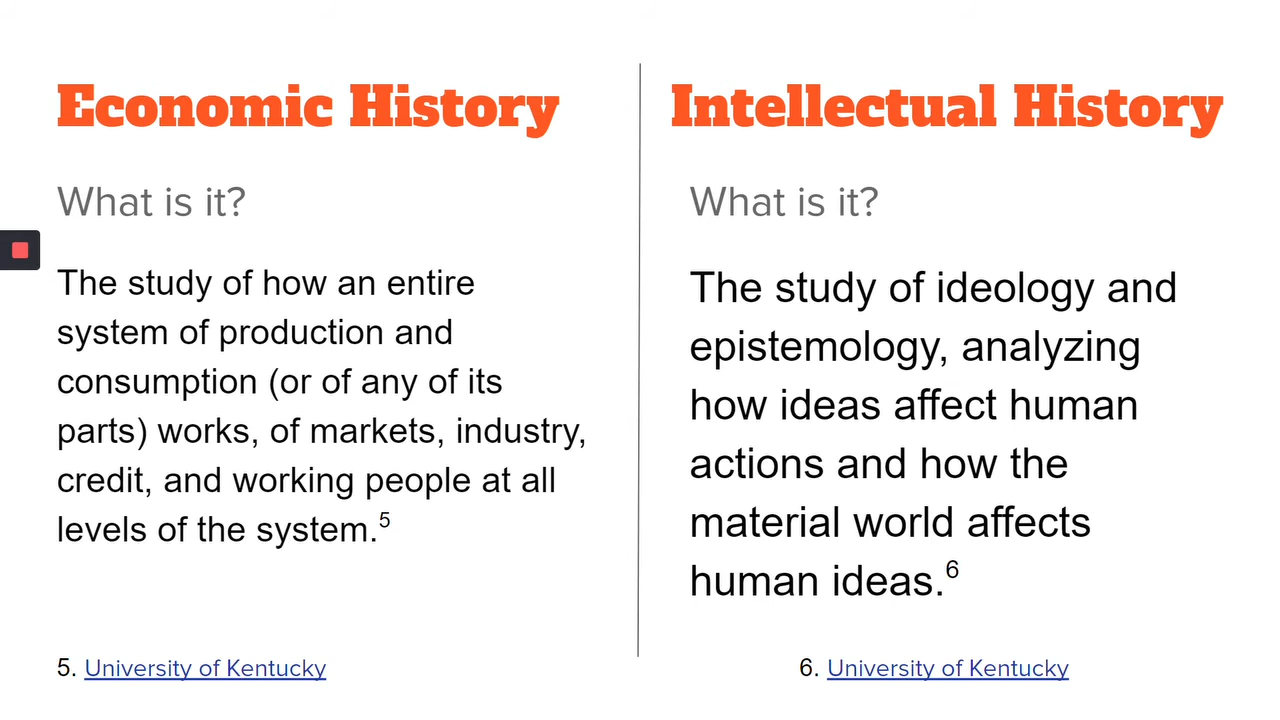 Economic History
What is it?
The study of how an entire
system of production and
consumption (or of any of its
parts) works, of markets, industry,
credit, and working people at all
levels of the system.5
5. University of Kentucky
Intellectual History
What is it?
The study of ideology and
epistemology, analyzing
how ideas affect human
actions and how the
material world affects
human ideas.6
6. University of Kentucky